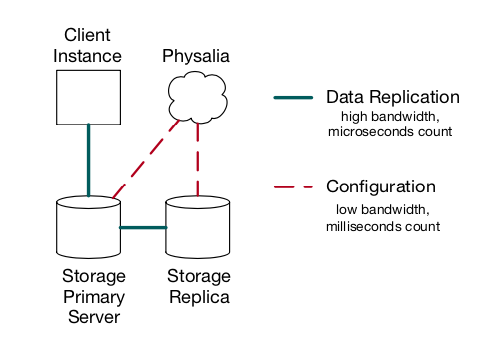 Client
Instance
Physalia
Data Replication
high bandwidth,
microseconds count
Configuration
low bandwidth,
milliseconds count
Storage
Primary
Server
Storage
Replica